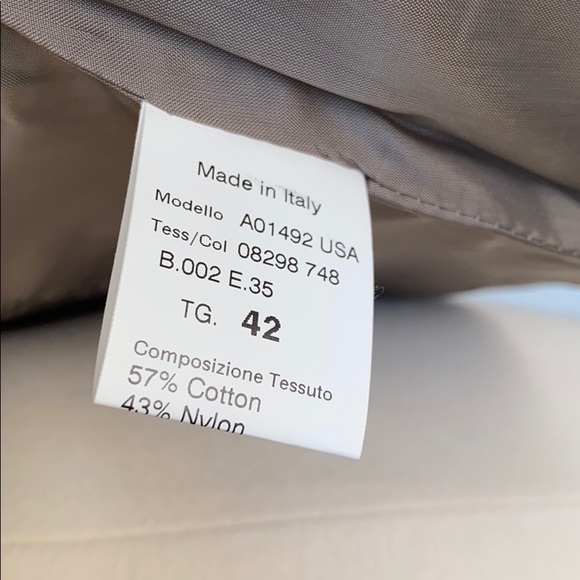 Made in Italy
Modello A01492 USA
Tess/Col 08298 748
B.002 E.35
TG. 42
Composizione Tessuto
57% Cotton
43% Nylon